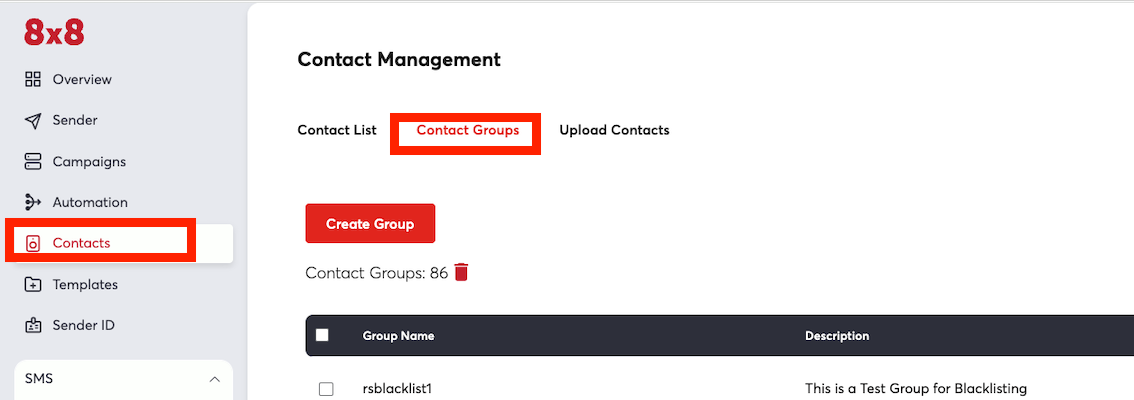 8x8
Overview
Sender
Campaigns
Automation
Contacts
Templates
Sender ID
SMS
Contact Management
Contact List Contact Groups Upload Contacts
Create Group
Contact Groups: 86
Group Name Description
rsblacklist1 This is a Test Group for Blacklisting